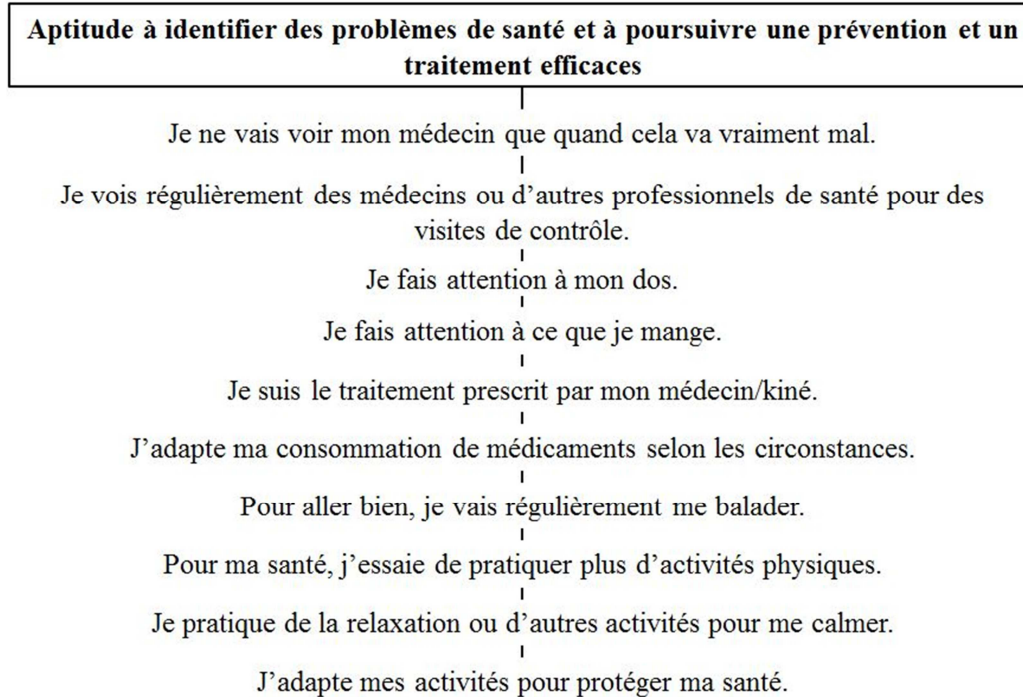 Aptitude à identifier des problèmes de santé et à poursuivre une prévention et un
traitement efficaces
Je ne vais voir mon médecin que quand cela va vraiment mal.
Je vois régulièrement des médecins ou d’autres professionnels de santé pour des
visites de contrôle.
Je fais attention à mon dos.
Je fais attention à ce que je mange.
Je suis le traitement prescrit par mon médecin/kiné.
J’adapte ma consommation de médicaments selon les circonstances.
Pour aller bien, je vais régulièrement me balader.
Pour ma santé, j’essaie de pratiquer plus d’activités physiques.
Je pratique de la relaxation ou d’autres activités pour me calmer.
J’adapte mes activités pour protéger ma santé.